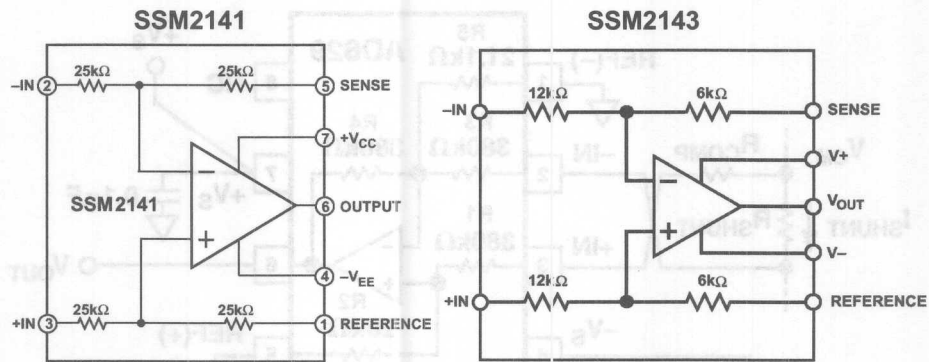 SSM2141
25kΩ 25kΩ
–IN 2
5 SENSE
7 +VCC
SSM2141
6 OUTPUT
4 –VEE
25kΩ 25kΩ
+IN 3
1 REFERENCE
SSM2143
12kΩ 6kΩ
–IN
SENSE
V+
VOUT
V–
12kΩ 6kΩ
+IN
REFERENCE